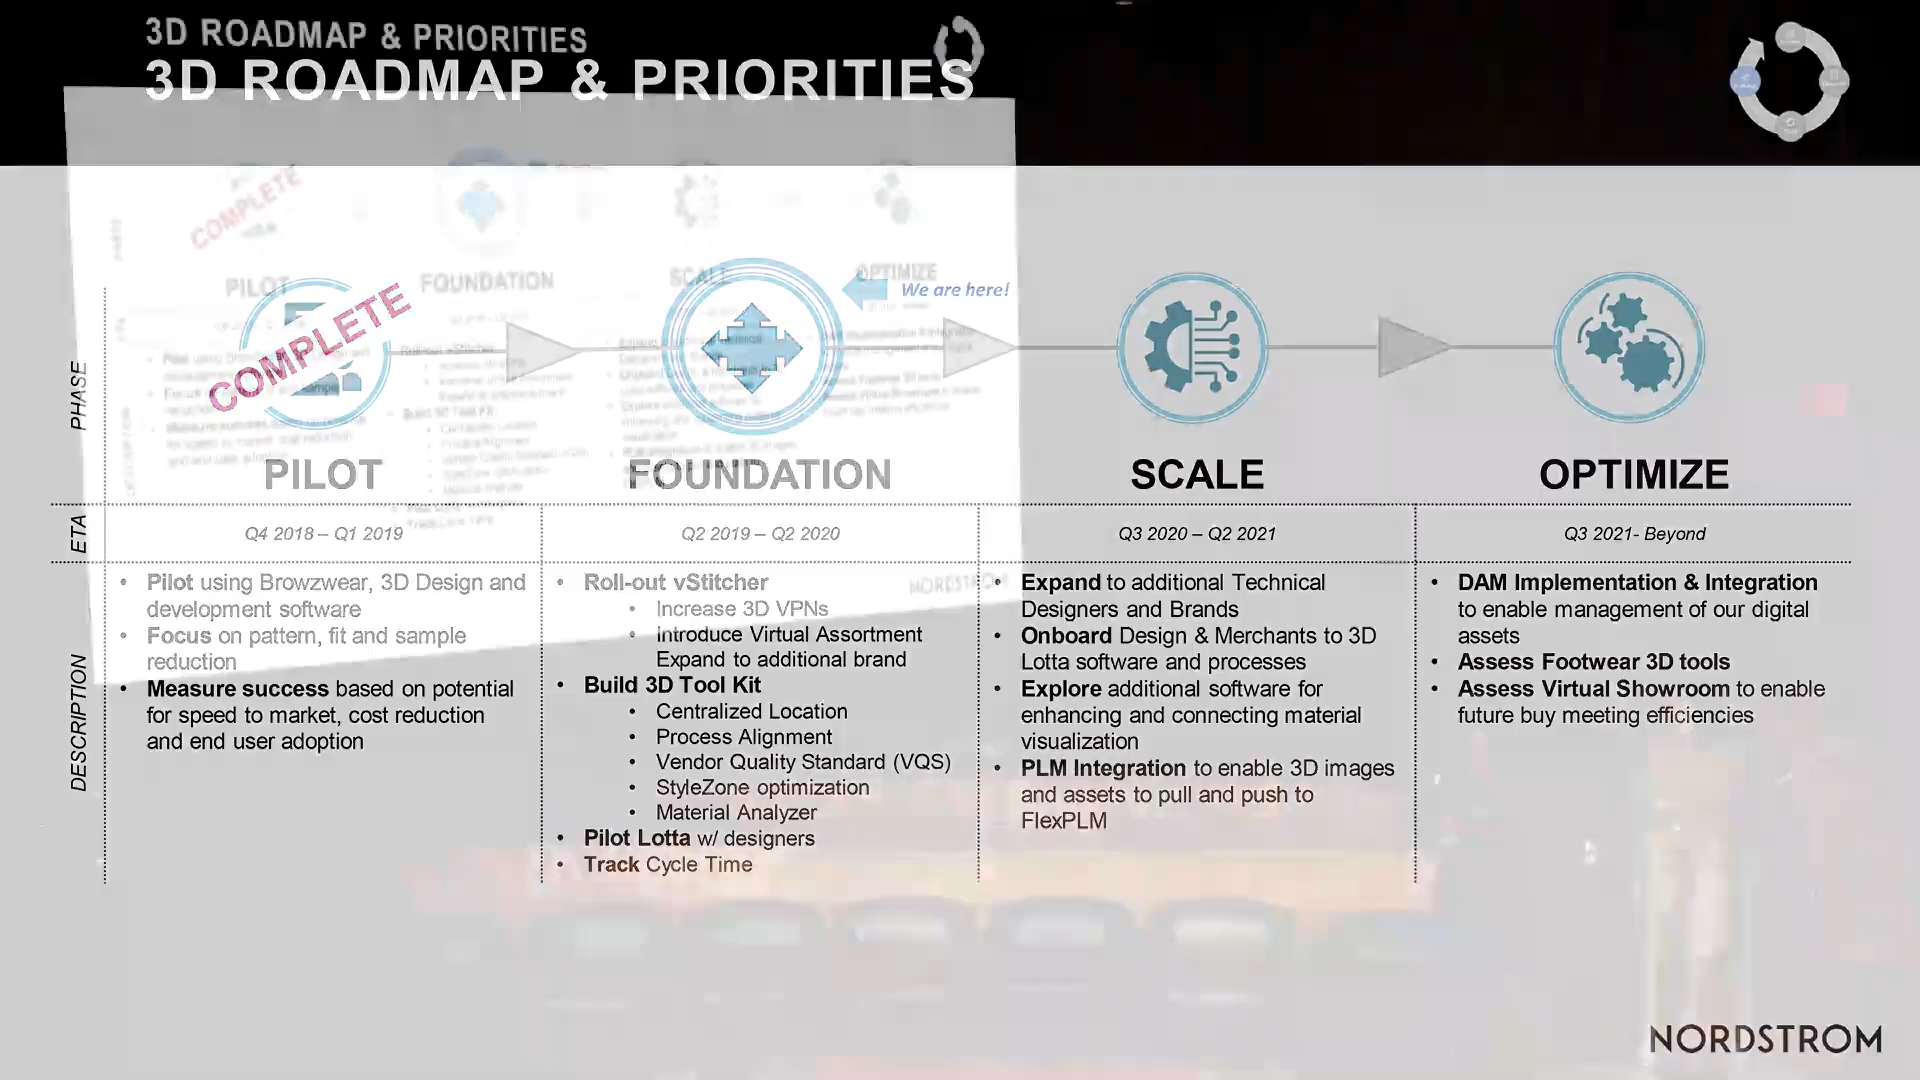 3D ROADMAP & PRIORITIES
3D ROADMAP & PRIORITIES
COMPLETE
PILOT
FOUNDATION
SCALE
OPTIMIZE
We are here!
COMPLETE
PHASE
PILOT
FOUNDATION
SCALE
OPTIMIZE
ETA
Q4 2018 – Q1 2019
Q2 2019 – Q2 2020
Q3 2020 – Q2 2021
Q3 2021- Beyond
DESCRIPTION
• Pilot using Browzwear, 3D Design and
development software
• Focus on pattern, fit and sample
reduction
• Measure success based on potential
for speed to market, cost reduction
and end user adoption
• Roll-out vStitcher
• Increase 3D VPNs
• Introduce Virtual Assortment
Expand to additional brand
• Build 3D Tool Kit
• Centralized Location
• Process Alignment
• Vendor Quality Standard (VQS)
• StyleZone optimization
• Material Analyzer
• Pilot Lotta w/ designers
• Track Cycle Time
• Expand to additional Technical
Designers and Brands
• Onboard Design & Merchants to 3D
Lotta software and processes
• Explore additional software for
enhancing and connecting material
visualization
• PLM Integration to enable 3D images
and assets to pull and push to
FlexPLM
• DAM Implementation & Integration
to enable management of our digital
assets
• Assess Footwear 3D tools
• Assess Virtual Showroom to enable
future buy meeting efficiencies
NORDSTROM
NORDSTROM